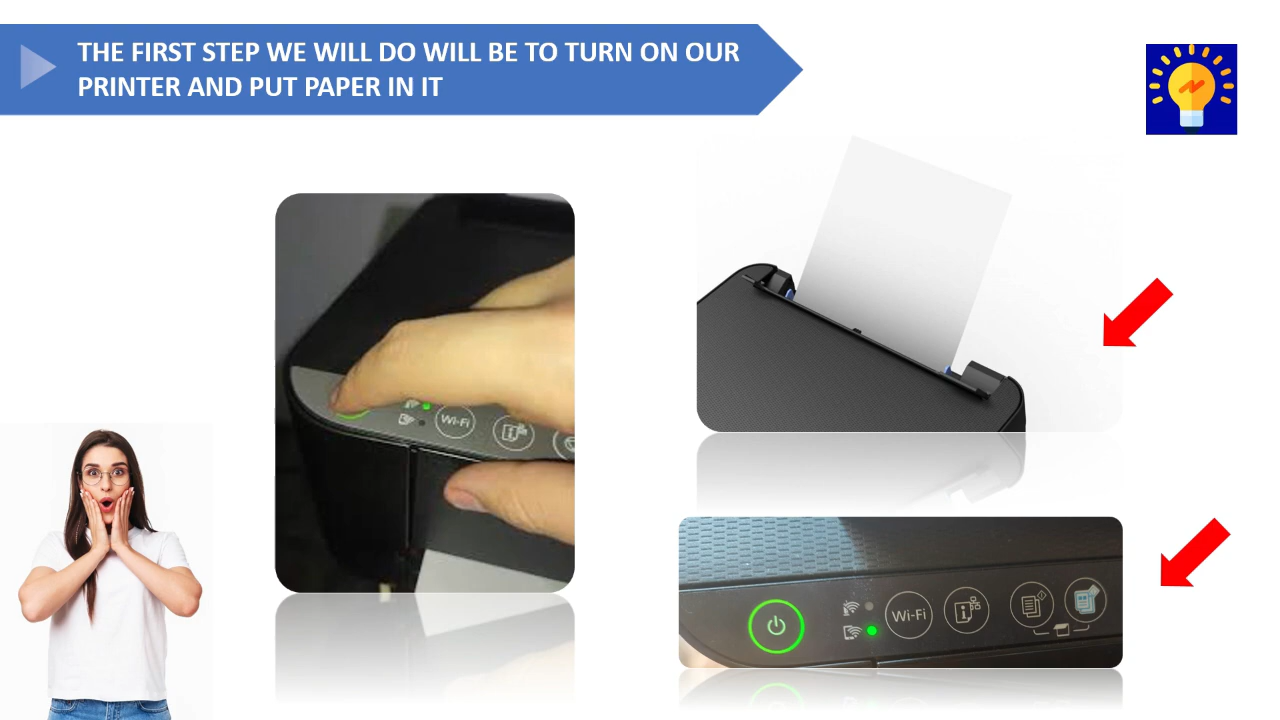 THE FIRST STEP WE WILL DO WILL BE TO TURN ON OUR
PRINTER AND PUT PAPER IN IT
Wi-Fi
Wi-Fi